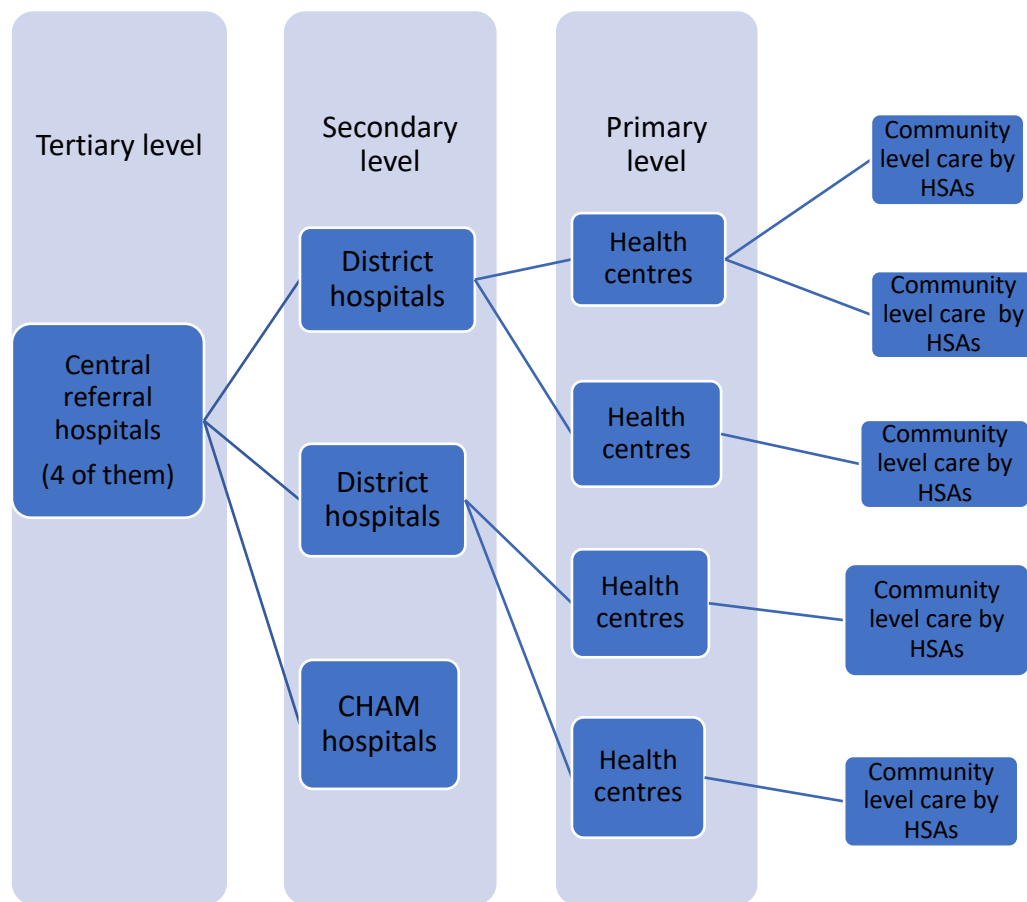 Tertiary level
Central
referral
hospitals
(4 of them)
Secondary
level
District
hospitals
District
hospitals
CHAM
hospitals
Primary
level
Health
centres
Health
centres
Health
centres
Health
centres
Community
level care by
HSAs
Community
level care  by
HSAs
Community
level care by
HSAs
Community
level care by
HSAs
Community
level care by
HSAs